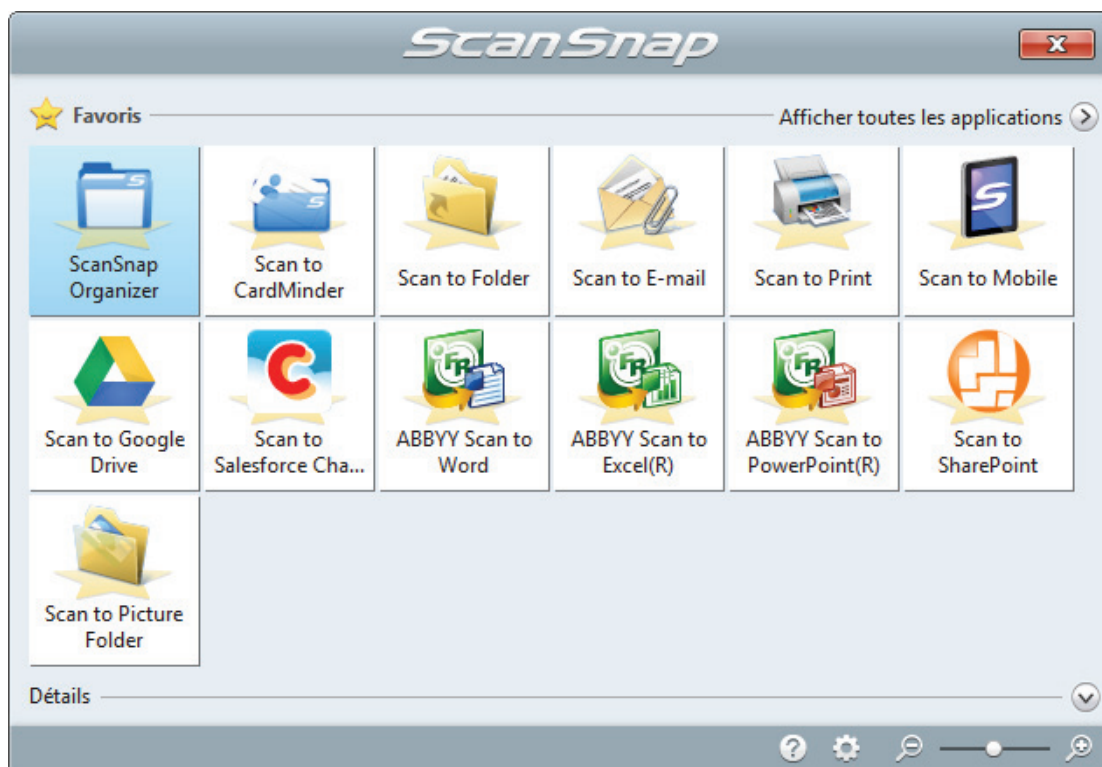 ScanSnap
Favoris
Afficher toutes les applications
ScanSnap
Organizer
Scan to
CardMinder
Scan to Folder
Scan to E-mail
Scan to Print
Scan to Mobile
Scan to Google
Drive
Scan to
Salesforce Cha...
ABBYY Scan to
Word
ABBYY Scan to
Excel(R)
ABBYY Scan to
PowerPoint(R)
Scan to
SharePoint
Scan to Picture
Folder
Détails